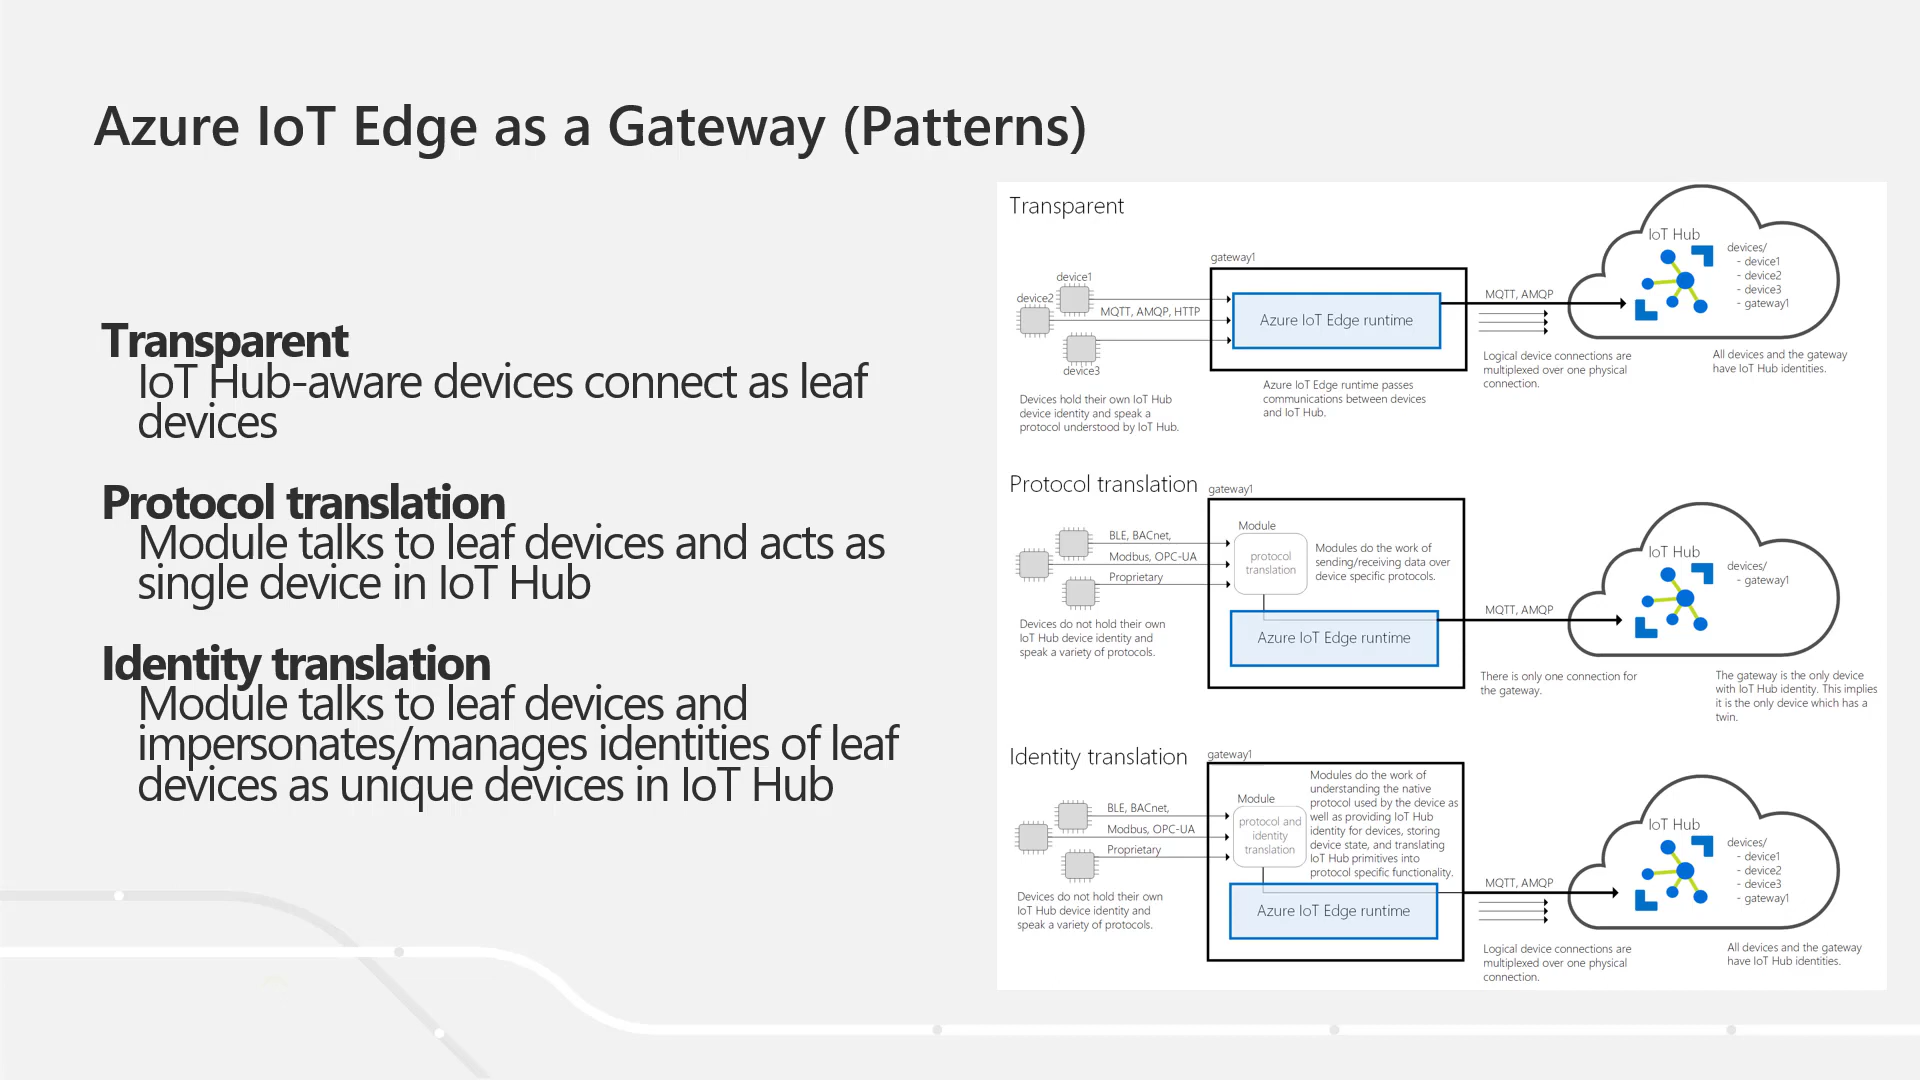 Azure IoT Edge as a Gateway (Patterns)
Transparent
IoT Hub-aware devices connect as leaf
devices
Protocol translation
Module talks to leaf devices and acts as
single device in IoT Hub
Identity translation
Module talks to leaf devices and
impersonates/manages identities of leaf
devices as unique devices in IoT Hub
Transparent
device1
device2
device3
MQTT, AMQP, HTTP
Devices hold their own IoT Hub
device identity and speak a
protocol understood by IoT Hub.
gateway1
Azure IoT Edge runtime
Azure IoT Edge runtime passes
communications between devices
and IoT Hub.
MQTT, AMQP
Logical device connections are
multiplexed over one physical
connection.
IoT Hub
devices/
- device1
- device2
- device3
- gateway1
All devices and the gateway
have IoT Hub identities.
Protocol translation
BLE, BACnet,
Modbus, OPC-UA
Proprietary
Devices do not hold their own
IoT Hub device identity and
speak a variety of protocols.
gateway1
Module
protocol
translation
Modules do the work of
sending/receiving data over
device specific protocols.
Azure IoT Edge runtime
MQTT, AMQP
There is only one connection for
the gateway.
IoT Hub
devices/
- gateway1
The gateway is the only device
with IoT Hub identity. This implies
it is the only device which has a
twin.
Identity translation
BLE, BACnet,
Modbus, OPC-UA
Proprietary
Devices do not hold their own
IoT Hub device identity and
speak a variety of protocols.
gateway1
Module
protocol and
identity
translation
Modules do the work of
understanding the native
protocol used by the device as
well as providing IoT Hub
identity for devices, storing
device state, and translating
IoT Hub primitives into
protocol specific functionality.
Azure IoT Edge runtime
MQTT, AMQP
Logical device connections are
multiplexed over one physical
connection.
IoT Hub
devices/
- device1
- device2
- device3
- gateway1
All devices and the gateway
have IoT Hub identities.